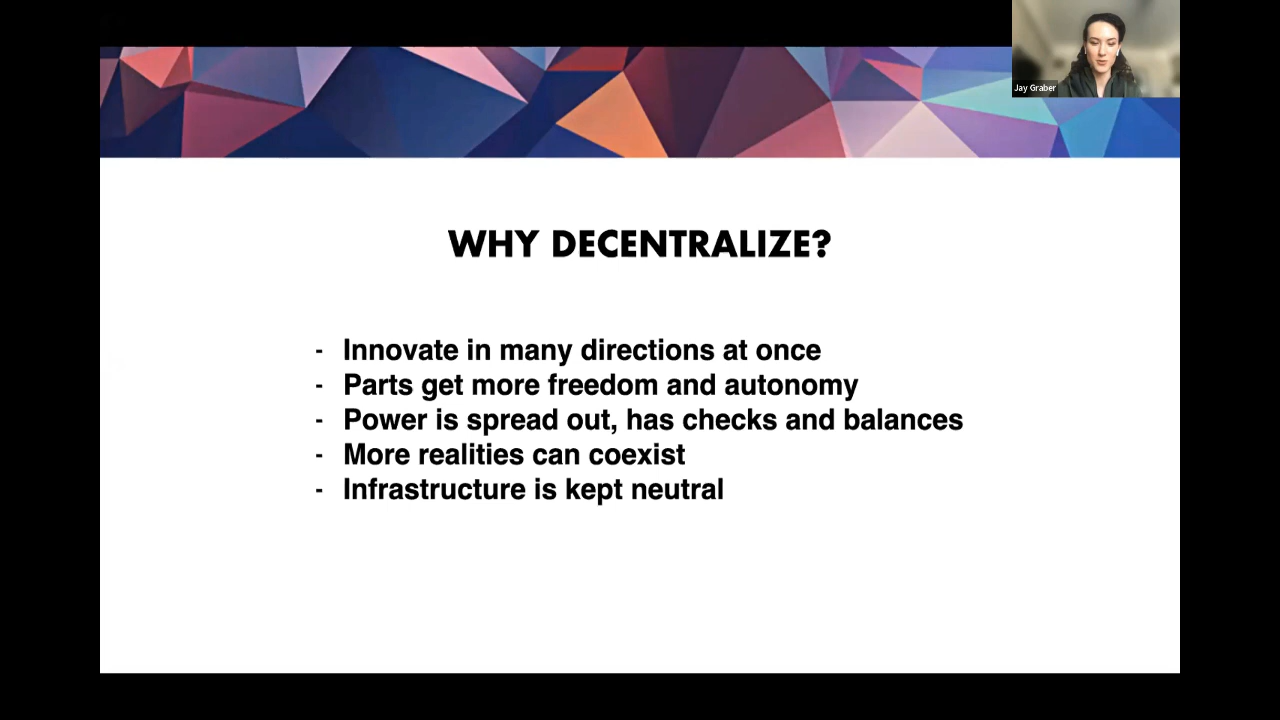 Jay Graber
WHY DECENTRALIZE?
- Innovate in many directions at once
- Parts get more freedom and autonomy
- Power is spread out, has checks and balances
- More realities can coexist
- Infrastructure is kept neutral